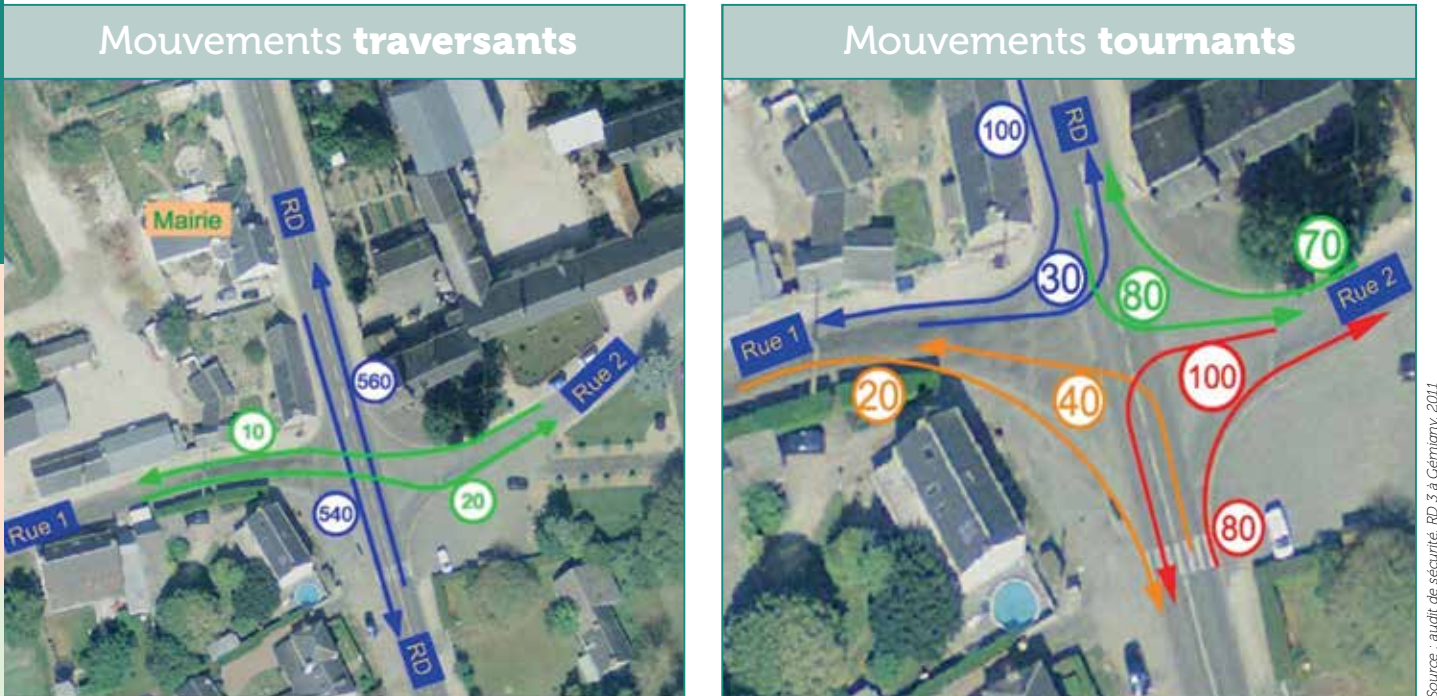 Mouvements traversants
RD
Mairie
560
Rue 2
10
20
540
Rue 1
RD
Mouvements tournants
100
RD
70
30
80
Rue 2
Rue 1
100
20
40
80
Source : audit de sécurité, RD 3 à Gémigny, 2011